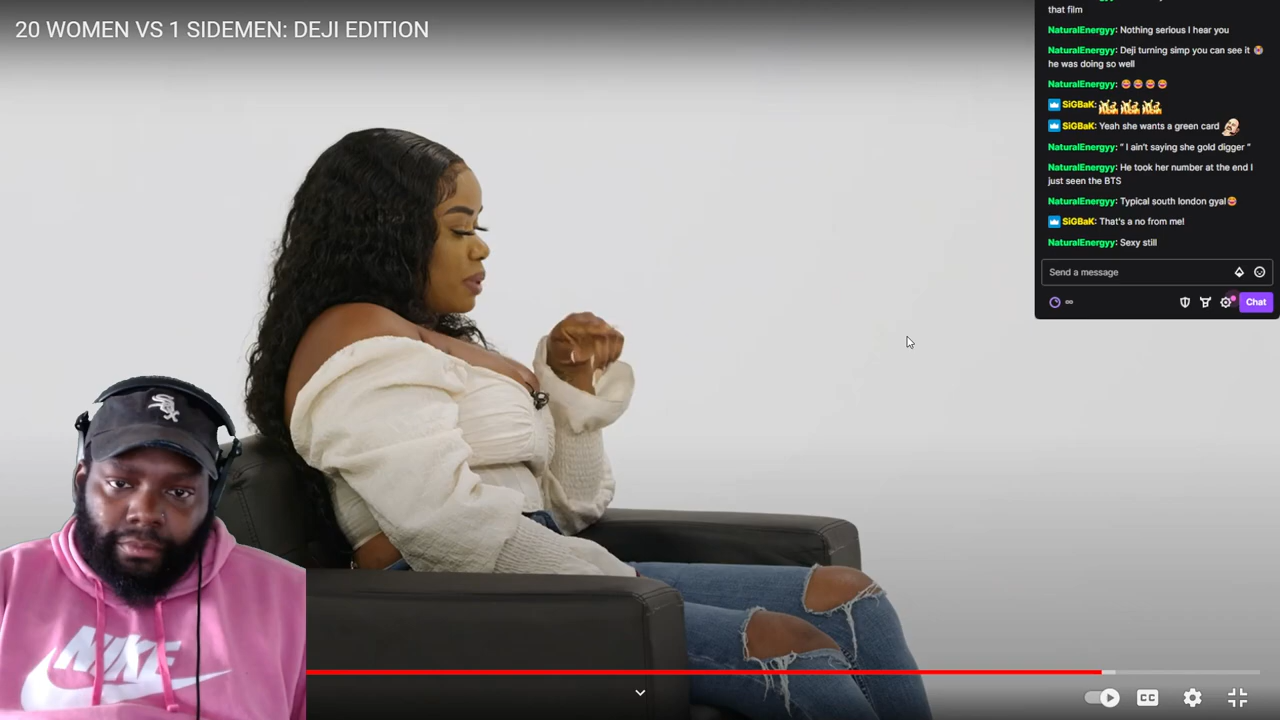 20 WOMEN VS 1 SIDEMEN: DEJI EDITION
that film
NaturalEnergyy: Nothing serious I hear you
NaturalEnergyy: Deji turning simp you can see it
he was doing so well
NaturalEnergyy:
SiGBaK:
SiGBaK: Yeah she wants a green card
NaturalEnergyy: “ I ain’t saying she gold digger “
NaturalEnergyy: He took her number at the end I
just seen the BTS
NaturalEnergyy: Typical south london gyal
SiGBaK: That's a no from me!
NaturalEnergyy: Sexy still
Send a message
Chat
Sox
NIKE
CC